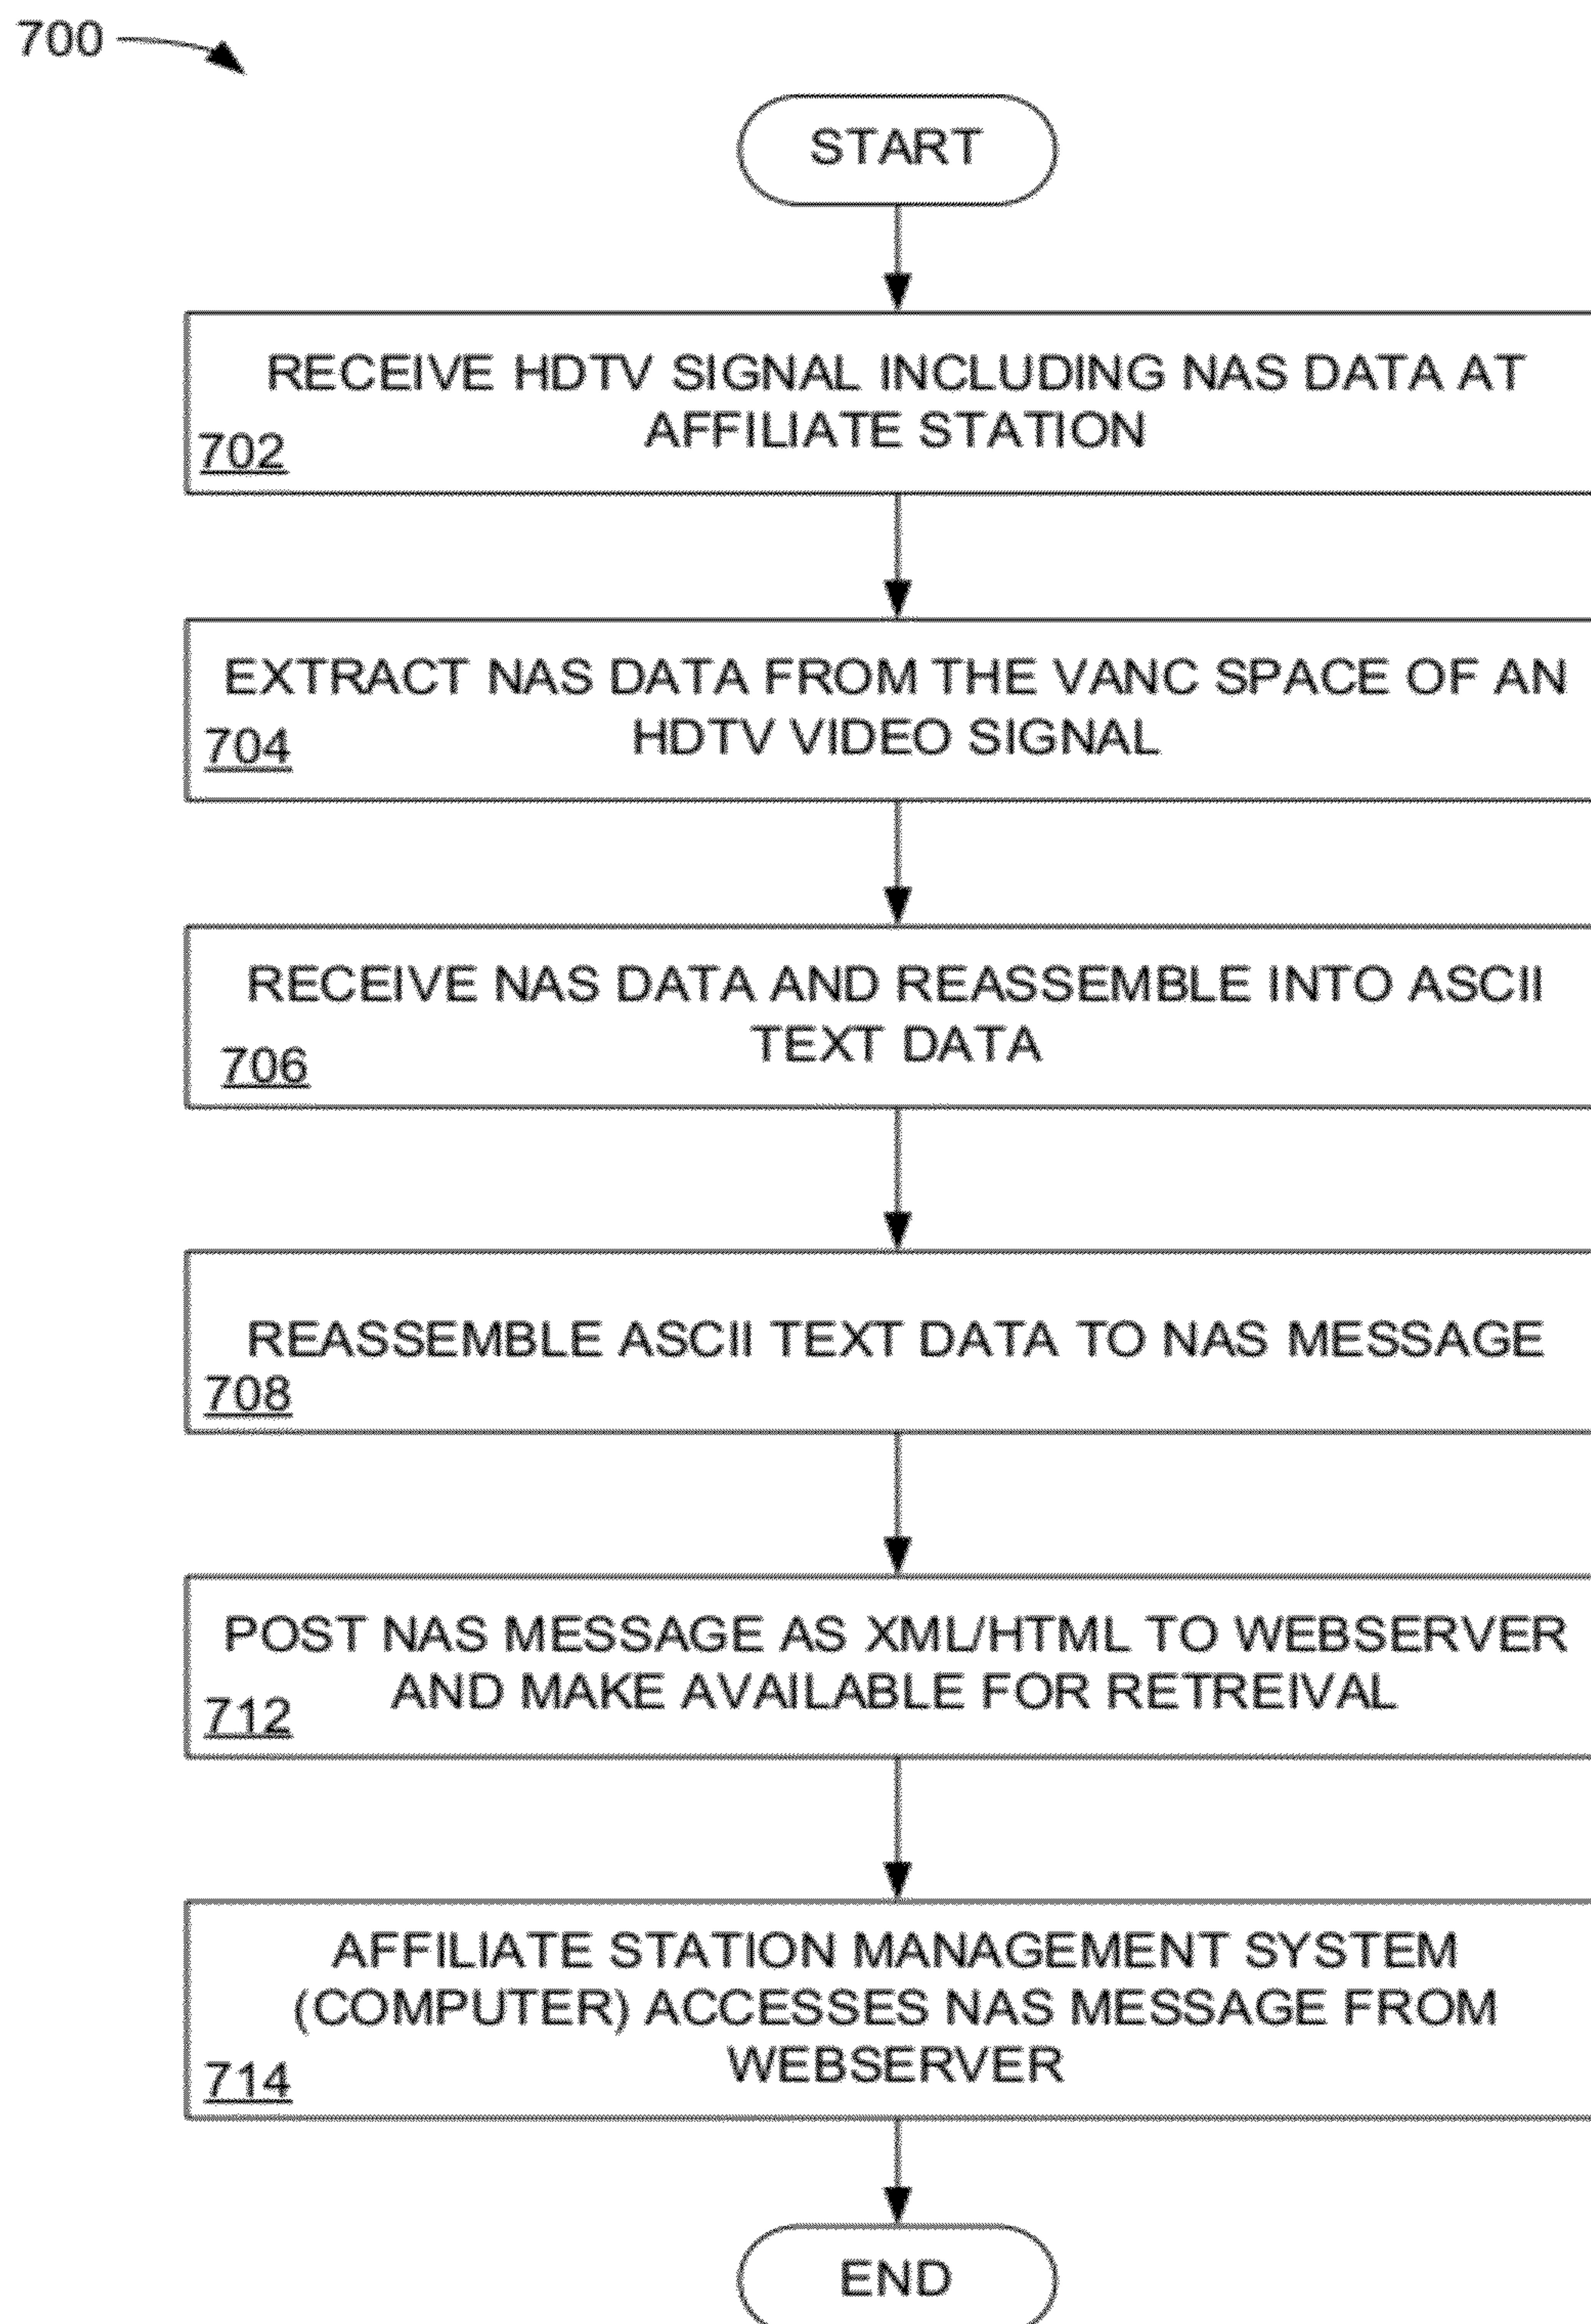 700
START
RECEIVE HDTV SIGNAL INCLUDING NAS DATA AT
AFFILIATE STATION
702
EXTRACT NAS DATA FROM THE VANC SPACE OF AN
HDTV VIDEO SIGNAL
704
RECEIVE NAS DATA AND REASSEMBLE INTO ASCII
TEXT DATA
706
REASSEMBLE ASCII TEXT DATA TO NAS MESSAGE
708
POST NAS MESSAGE AS XML/HTML TO WEBSERVER
AND MAKE AVAILABLE FOR RETREIVAL
712
AFFILIATE STATION MANAGEMENT SYSTEM
(COMPUTER) ACCESSES NAS MESSAGE FROM
WEBSERVER
714
END